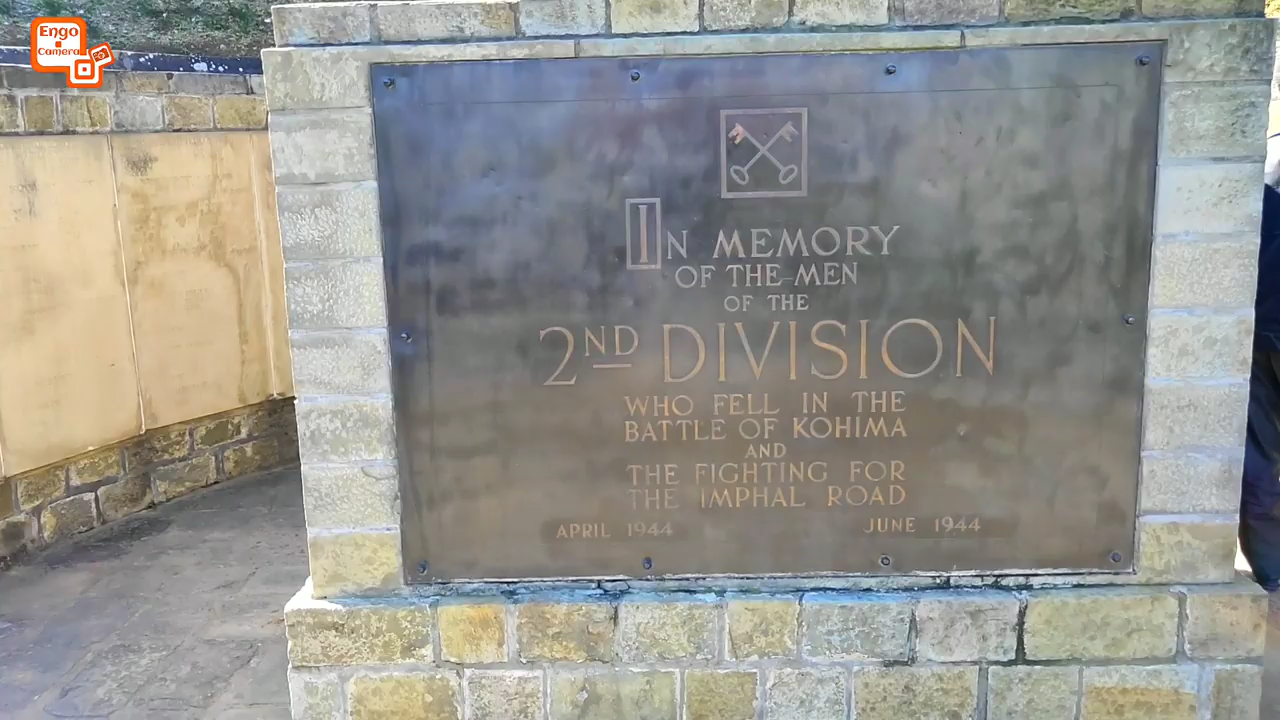 Engo
Camera
IN MEMORY
OF THE MEN
OF THE
2ND DIVISION
WHO FELL IN THE
BATTLE OF KOHIMA
AND
THE FIGHTING FOR
THE IMPHAL ROAD
APRIL 1944 JUNE 1944